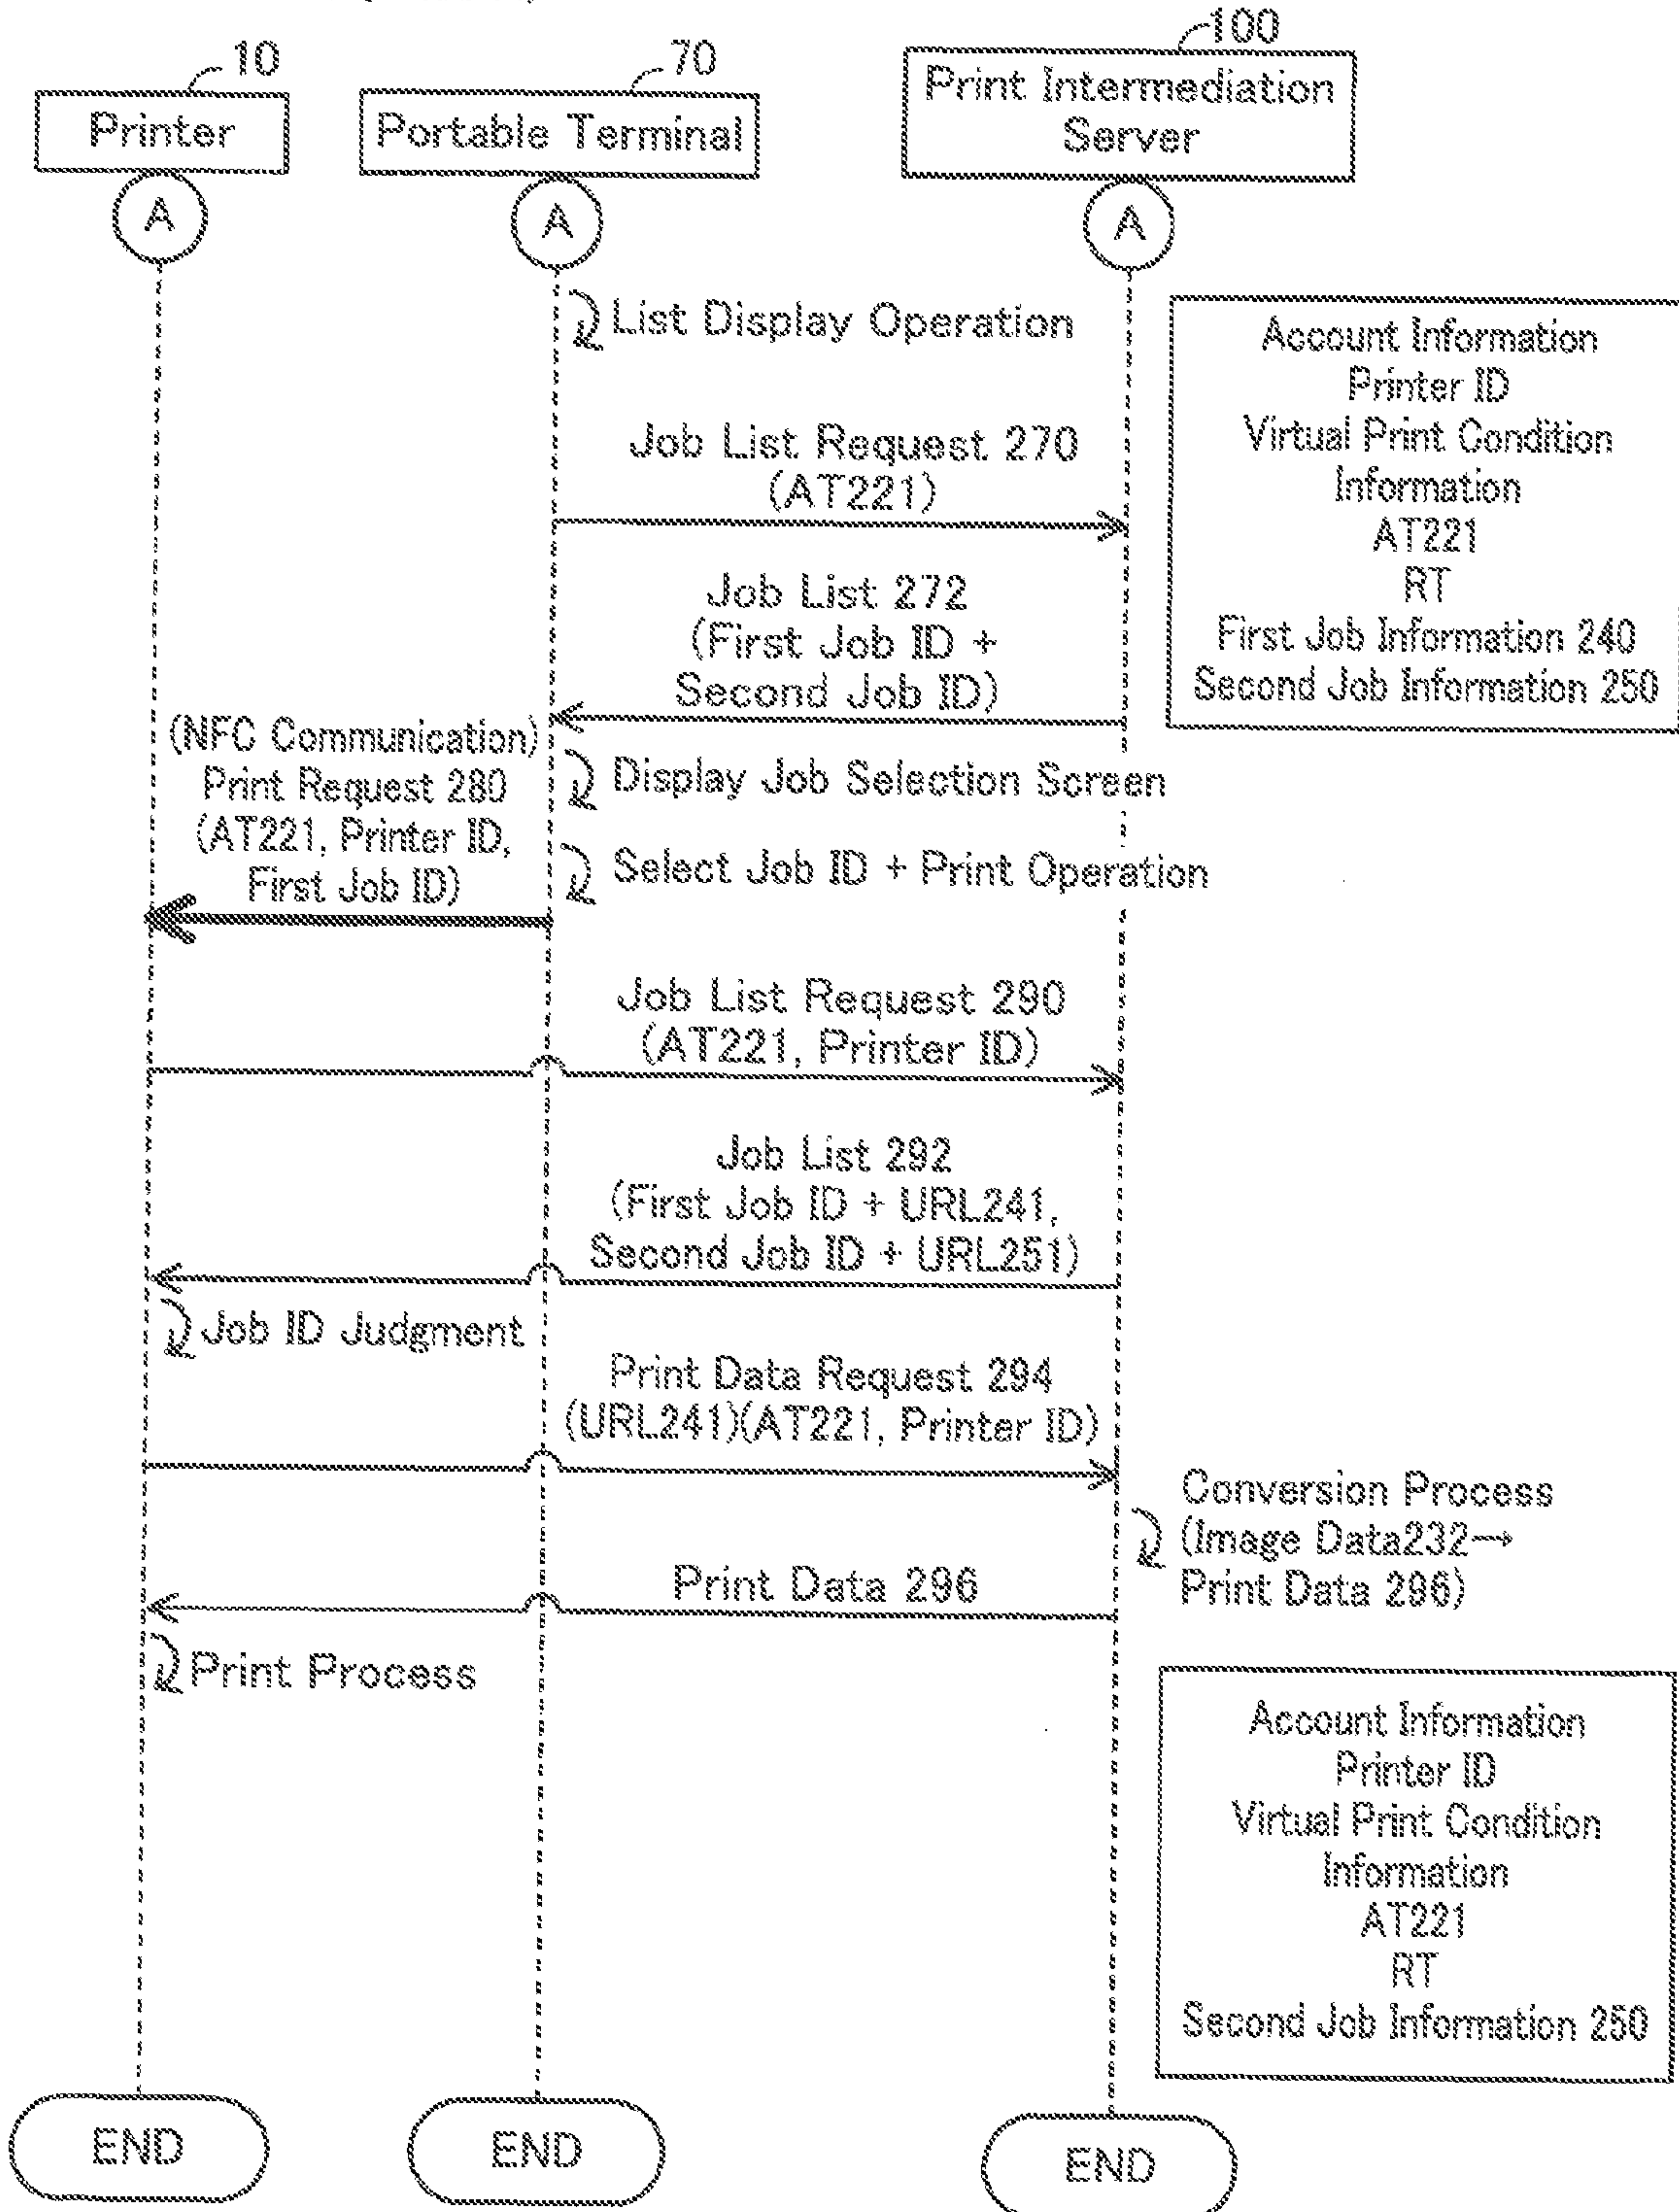 10
70
100
Printer
Portable Terminal
Print Intermediation
Server
A
A
A
List Display Operation
Account Information
Printer ID
Virtual Print Condition
Information
AT221
RT
First Job Information 240
Second Job Information 250
Job List Request 270
(AT221)
Job List 272
(First Job ID +
Second Job ID)
(NFC Communication)
Print Request 280
(AT221, Printer ID,
First Job ID)
Display Job Selection Screen
Select Job ID + Print Operation
Job List Request 290
(AT221, Printer ID)
Job List 292
(First Job ID + URL241,
Second Job ID + URL251)
Job ID Judgment
Print Data Request 294
(URL241)(AT221, Printer ID)
Conversion Process
(Image Data232→
Print Data 296)
Print Data 296
Print Process
Account Information
Printer ID
Virtual Print Condition
Information
AT221
RT
Second Job Information 250
END
END
END